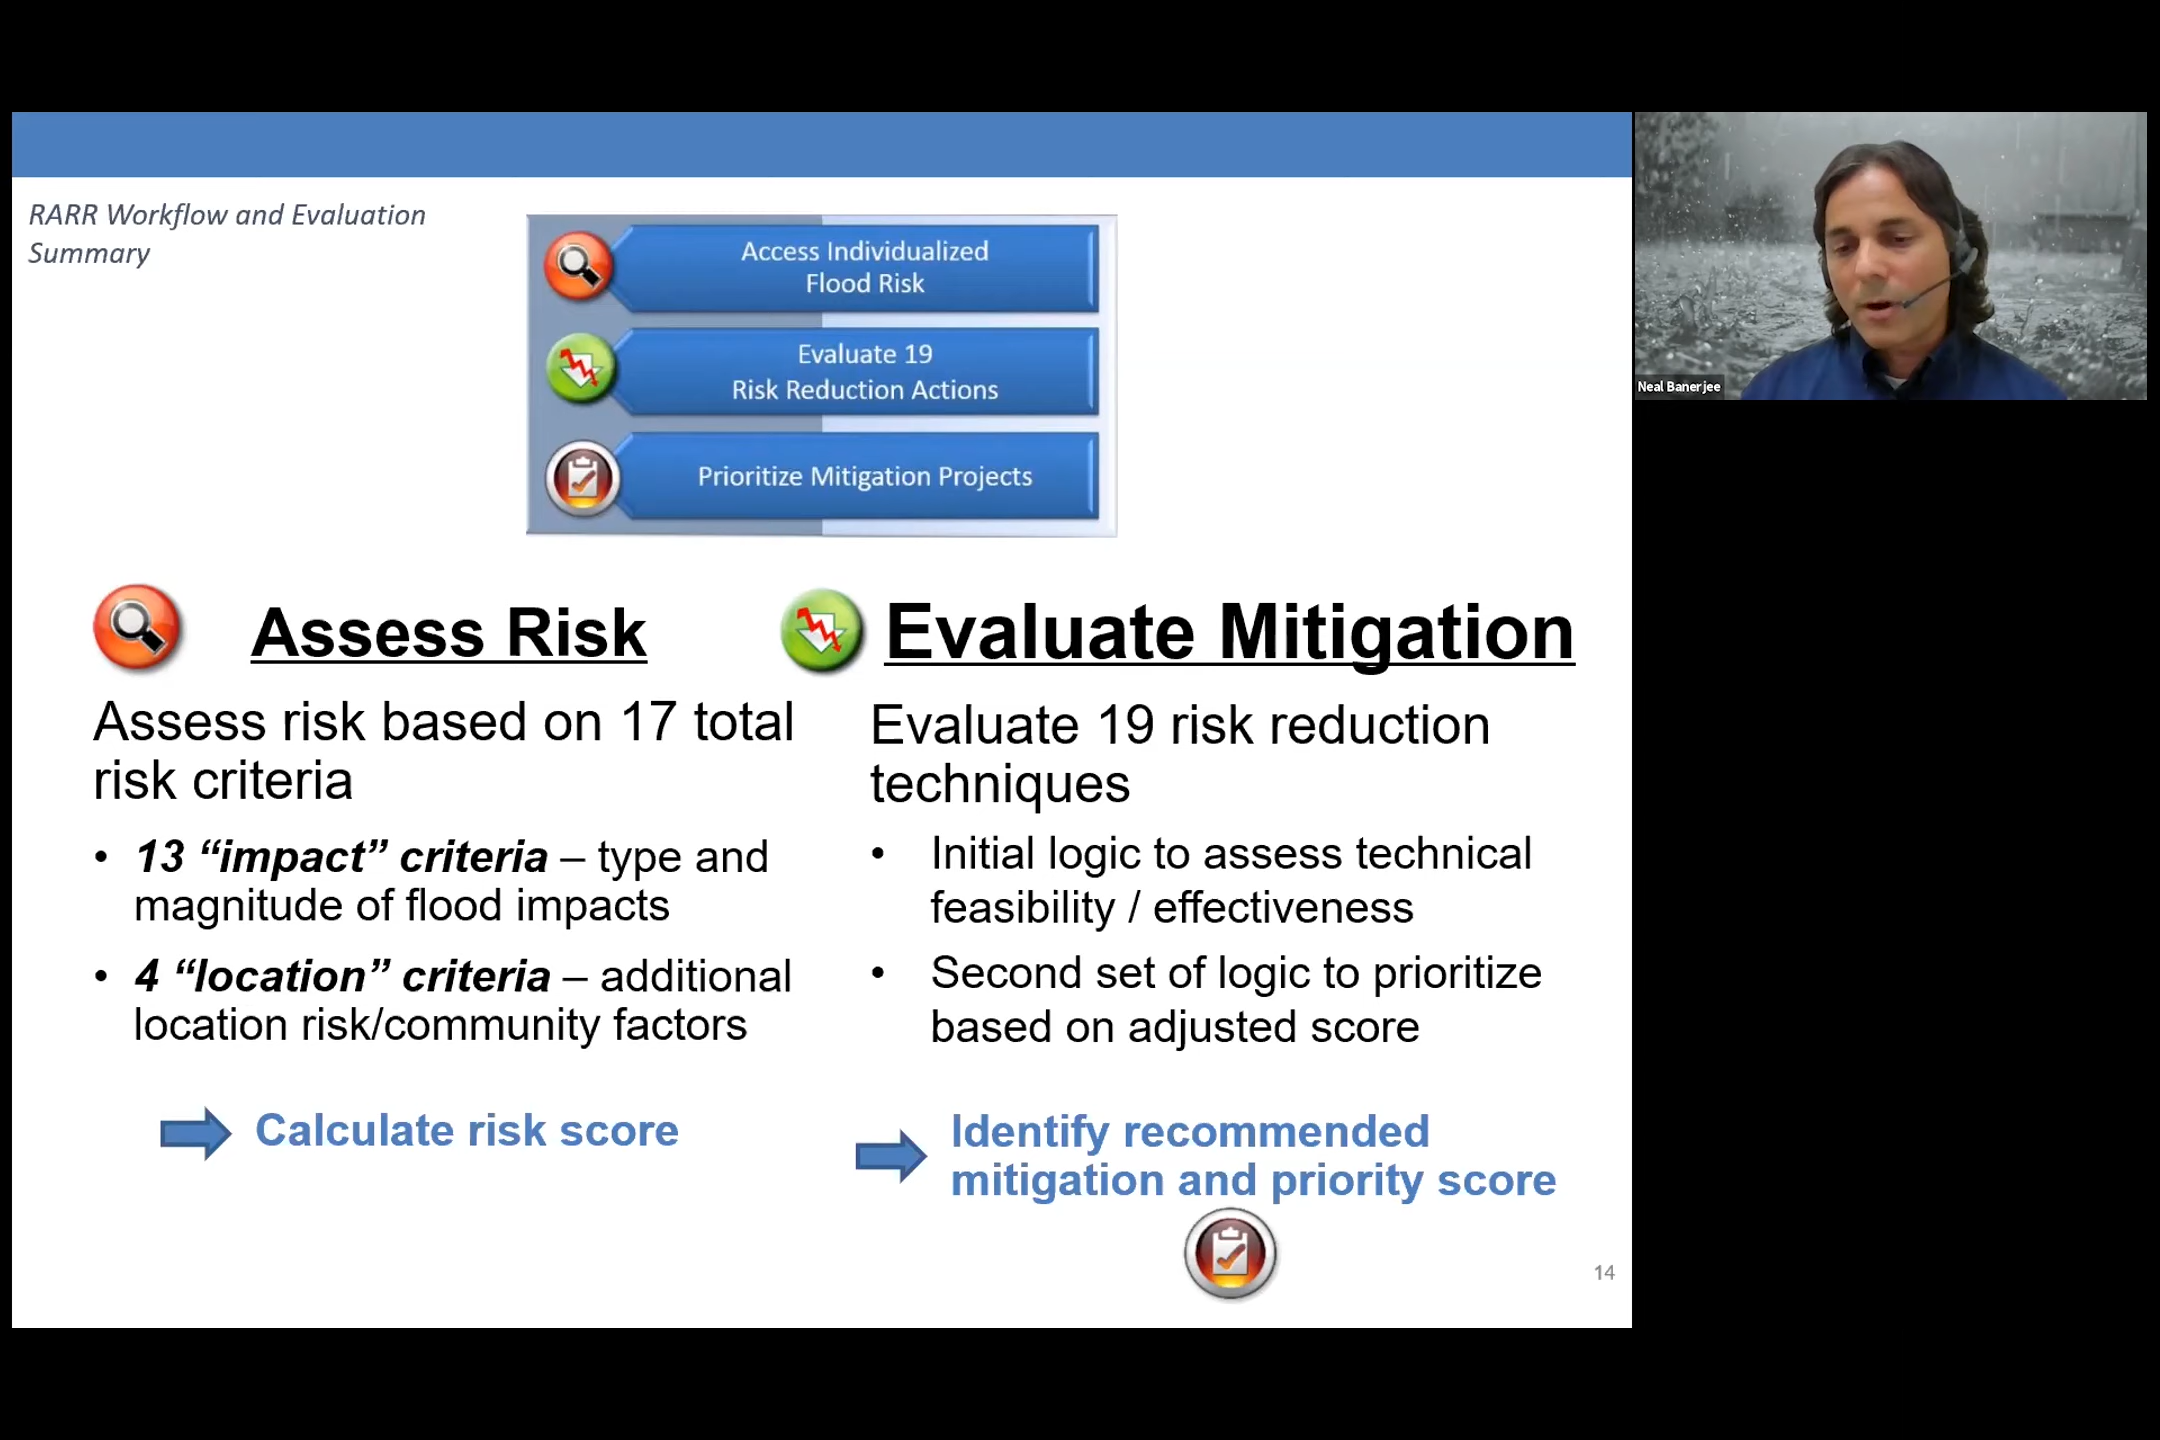 RARR Workflow and Evaluation
Summary
Access Individualized
Flood Risk
Evaluate 19
Risk Reduction Actions
Prioritize Mitigation Projects
Neal Banerjee
Assess Risk
Assess risk based on 17 total
risk criteria
• 13 “impact” criteria – type and
magnitude of flood impacts
• 4 “location” criteria – additional
location risk/community factors
Calculate risk score
Evaluate Mitigation
Evaluate 19 risk reduction
techniques
• Initial logic to assess technical
feasibility / effectiveness
• Second set of logic to prioritize
based on adjusted score
Identify recommended
mitigation and priority score
14